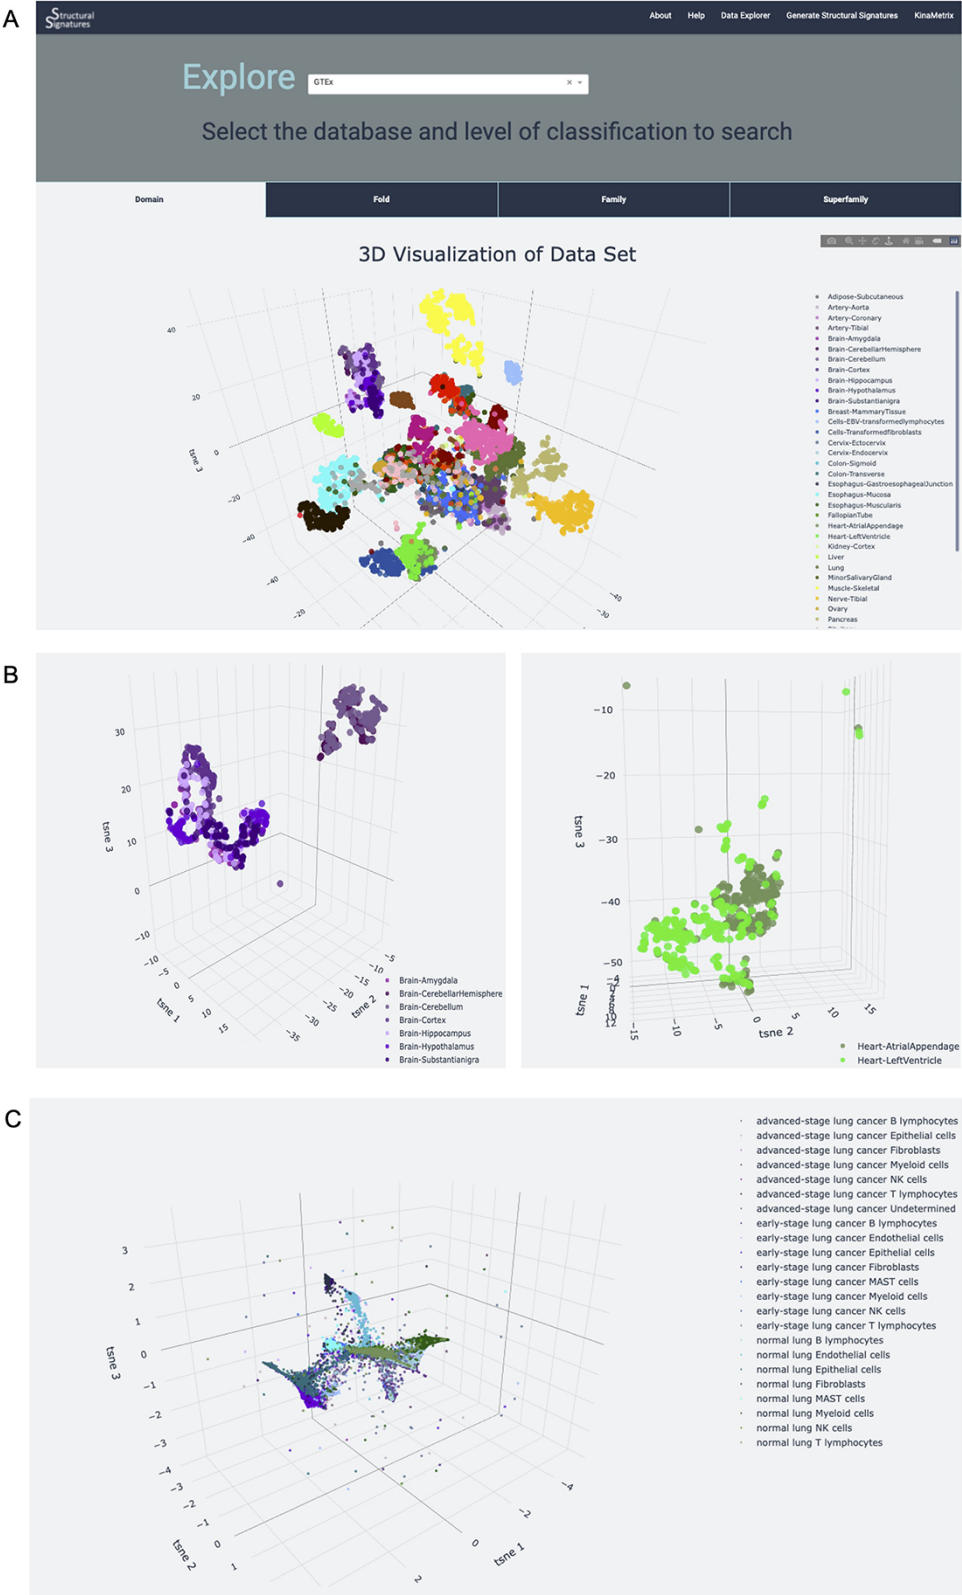 A
Structural
Signatures
About Help Data Explorer Generate Structural Signatures KinaMetrix
Explore
GTEx
Select the database and level of classification to search
Domain Fold Family Superfamily
3D Visualization of Data Set
40
20
0
−20
−40
tsne 3
−40
−20
−40
−30
Adipose-Subcutaneous
Artery-Aorta
Artery-Coronary
Artery-Tibial
Brain-Amygdala
Brain-CerebellarHemisphere
Brain-Cerebellum
Brain-Cortex
Brain-Hippocampus
Brain-Hypothalamus
Brain-Substantianigra
Breast-MammaryTissue
Cells-EBV-transformedlymphocytes
Cells-Transformedfibroblasts
Cervix-Ectocervix
Cervix-Endocervix
Colon-Sigmoid
Colon-Transverse
Esophagus-GastroesophagealJunction
Esophagus-Mucosa
Esophagus-Muscularis
FallopianTube
Heart-AtrialAppendage
Heart-LeftVentricle
Kidney-Cortex
Liver
Lung
MinorSalivaryGland
Muscle-Skeletal
Nerve-Tibial
Ovary
Pancreas
B
30
20
10
0
−10
tsne 3
−10
−5
0
5
10
15
tsne 1
−5
−10
−15
−20
−25
−30
−35
tsne 2
Brain-Amygdala
Brain-CerebellarHemisphere
Brain-Cerebellum
Brain-Cortex
Brain-Hippocampus
Brain-Hypothalamus
Brain-Substantianigra
−10
−20
−30
−40
−50
tsne 3
tsne 1
10
12
−15
−10
−5
0
5
10
15
tsne 2
Heart-AtrialAppendage
Heart-LeftVentricle
C
3
2
1
0
−1
−2
−3
−4
tsne 3
−3
−2
−1
0
1
tsne 2
−4
−2
0
2
tsne 1
advanced-stage lung cancer B lymphocytes
advanced-stage lung cancer Epithelial cells
advanced-stage lung cancer Fibroblasts
advanced-stage lung cancer Myeloid cells
advanced-stage lung cancer NK cells
advanced-stage lung cancer T lymphocytes
advanced-stage lung cancer Undetermined
early-stage lung cancer B lymphocytes
early-stage lung cancer Endothelial cells
early-stage lung cancer Epithelial cells
early-stage lung cancer Fibroblasts
early-stage lung cancer MAST cells
early-stage lung cancer Myeloid cells
early-stage lung cancer NK cells
early-stage lung cancer T lymphocytes
normal lung B lymphocytes
normal lung Endothelial cells
normal lung Epithelial cells
normal lung Fibroblasts
normal lung MAST cells
normal lung Myeloid cells
normal lung NK cells
normal lung T lymphocytes